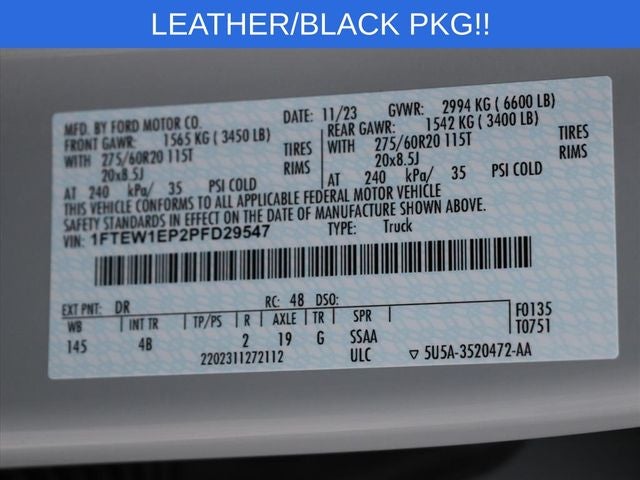 LEATHER/BLACK PKG!!
MFD. BY FORD MOTOR CO. DATE: 11/23 GVWR: 2994 KG ( 6600 LB)
FRONT GAWR: 1565 KG ( 3450 LB) REAR GAWR: 1542 KG ( 3400 LB)
WITH 275/60R20 115T TIRES WITH 275/60R20 115T TIRES
20x8.5J RIMS 20x8.5J RIMS
AT 240 kPa/ 35 PSI COLD AT 240 kPa/ 35 PSI COLD
THIS VEHICLE CONFORMS TO ALL APPLICABLE FEDERAL MOTOR VEHICLE
SAFETY STANDARDS IN EFFECT ON THE DATE OF MANUFACTURE SHOWN ABOVE.
VIN: 1FTEW1EP2PFD29547 TYPE: Truck
EXT PNT: DR RC: 48 DSO:
WB INT TR TP/PS R AXLE TR SPR F0135
145 4B 2 19 G SSAA T0751
2202311272112 ULC ▽ 5U5A-3520472-AA